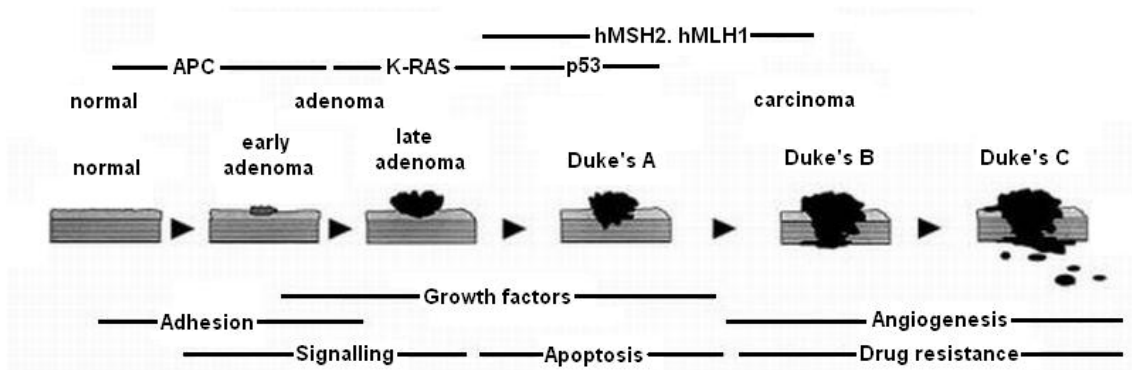 hMSH2. hMLH1
APC K-RAS p53
normal adenoma carcinoma
normal
early
adenoma
late
adenoma
Duke's A
Duke's B
Duke's C
Growth factors
Adhesion Angiogenesis
Signalling Apoptosis Drug resistance